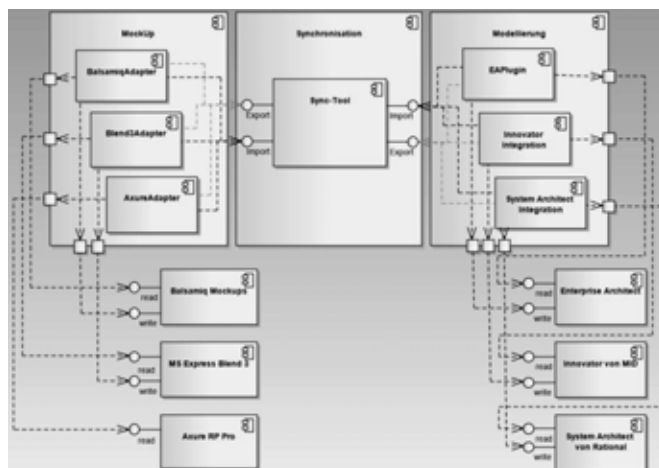 MockUp
Synchronisation
Modellierung
BalsamiqAdapter
EAPlugin
Sync-Tool
Export
Import
Import
Export
Blend3Adapter
Innovator
Integration
AxureAdapter
System Architect
Integration
Balsamiq Mockups
read
write
Enterprise Architect
read
write
MS Express Blend 3
read
write
Innovator von MID
read
write
Axure RP Pro
read
System Architect
von Rational
read
write